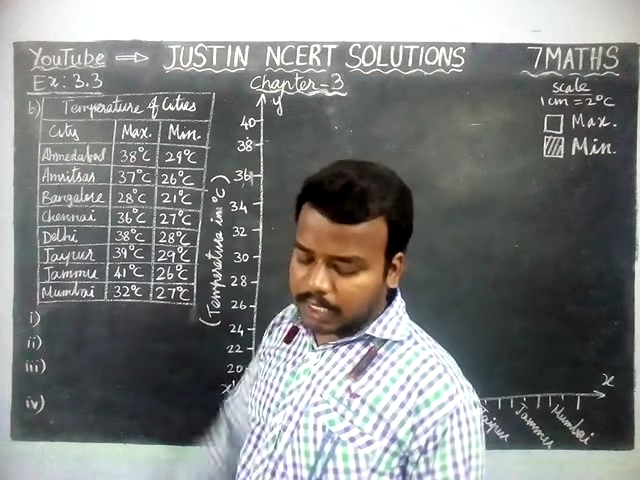 YouTube ⇒ JUSTIN NCERT SOLUTIONS 7MATHS
Ex: 3.3 Chapter-3
Temperature of Cities
City Max. Min.
Ahmedabad 38°C 29°C
Amritsar 37°C 26°C
Bangalore 28°C 21°C
Chennai 36°C 27°C
Delhi 38°C 28°C
Jaipur 39°C 29°C
Jammu 41°C 26°C
Mumbai 32°C 27°C
i)
ii)
iii)
iv)
y
40
38
36
34
32
30
28
26
24
22
20
x'
(Temperature in °C)
scale
1 cm = 2°C
Max.
Min.
x
Jaipur
Jammu
Mumbai